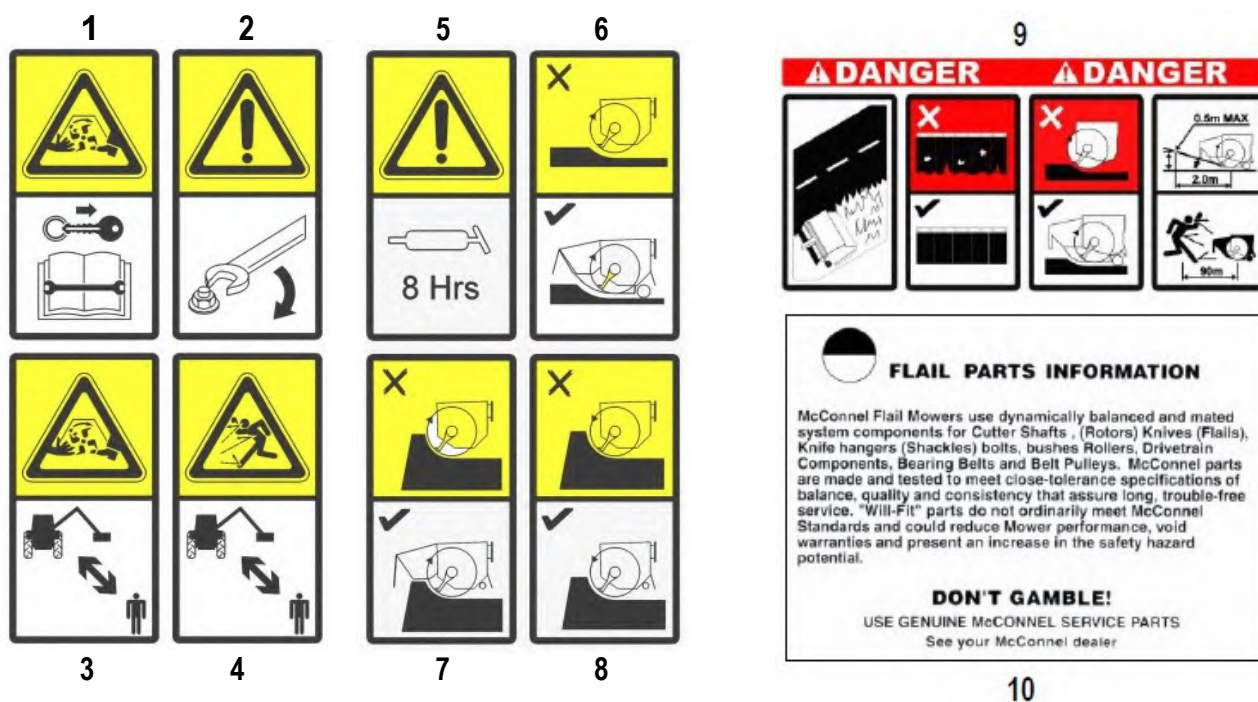 1
2
5
6
8 Hrs
3
4
7
8
9
DANGER DANGER
0.5m MAX
2.0m
90m
FLAIL PARTS INFORMATION
McConnel Flail Mowers use dynamically balanced and mated
system components for Cutter Shafts , (Rotors) Knives (Flails),
Knife hangers (Shackles) bolts, bushes Rollers, Drivetrain
Components, Bearing Belts and Belt Pulleys. McConnel parts
are made and tested to meet close-tolerance specifications of
balance, quality and consistency that assure long, trouble-free
service. "Will-Fit" parts do not ordinarily meet McConnel
Standards and could reduce Mower performance, void
warranties and present an increase in the safety hazard
potential.
DON'T GAMBLE!
USE GENUINE McCONNEL SERVICE PARTS
See your McConnel dealer
10